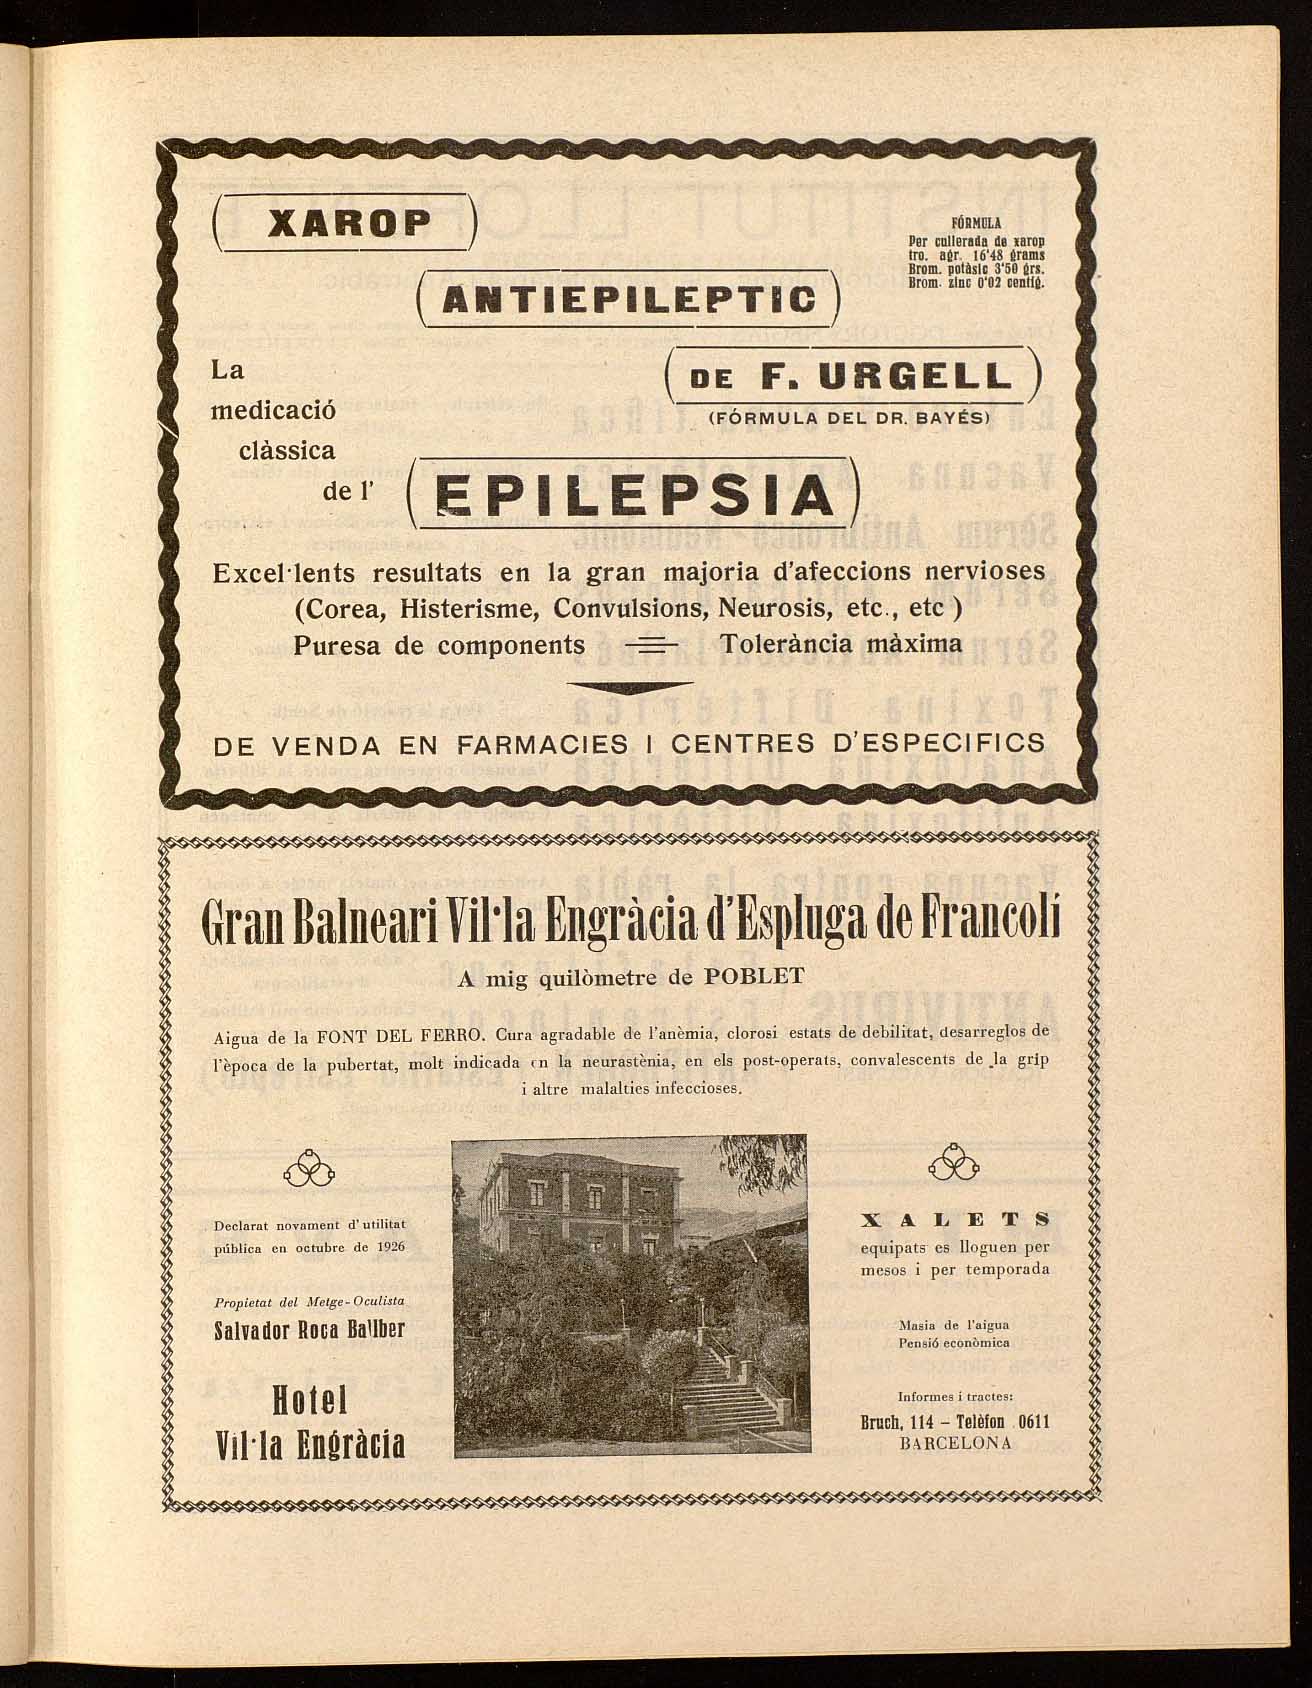 XAROP
ANTIEPILEPTIC
DE F. URGELL
(FÓRMULA DEL DR. BAYÉS)
FÓRMULA
Per cullerada de xarop
tro. agr. 16'48 grams
Brom. potàsic 3'50 grs.
Brom. zinc 0'02 centíg.
La
medicació
clàssica
de l'
EPILEPSIA
Excel·lents resultats en la gran majoria d'afeccions nervioses
(Corea, Histerisme, Convulsions, Neurosis, etc., etc )
Puresa de components Tolerància màxima
DE VENDA EN FARMACIES I CENTRES D'ESPECIFICS
Gran Balneari Vil·la Engràcia d'Espluga de Francolí
A mig quilòmetre de POBLET
Aigua de la FONT DEL FERRO. Cura agradable de l'anèmia, clorosi estats de debilitat, desarreglos de
l'època de la pubertat, molt indicada en la neurastènia, en els post-operats, convalescents de la grip
i altre malalties infeccioses.
Declarat novament d'utilitat
pública en octubre de 1926
Propietat del Metge-Oculista
Salvador Roca Ballber
Hotel
Vil·la Engràcia
XALETS
equipats es lloguen per
mesos i per temporada
Masia de l'aigua
Pensió econòmica
Informes i tractes:
Bruch, 114 – Telèfon 0611
BARCELONA